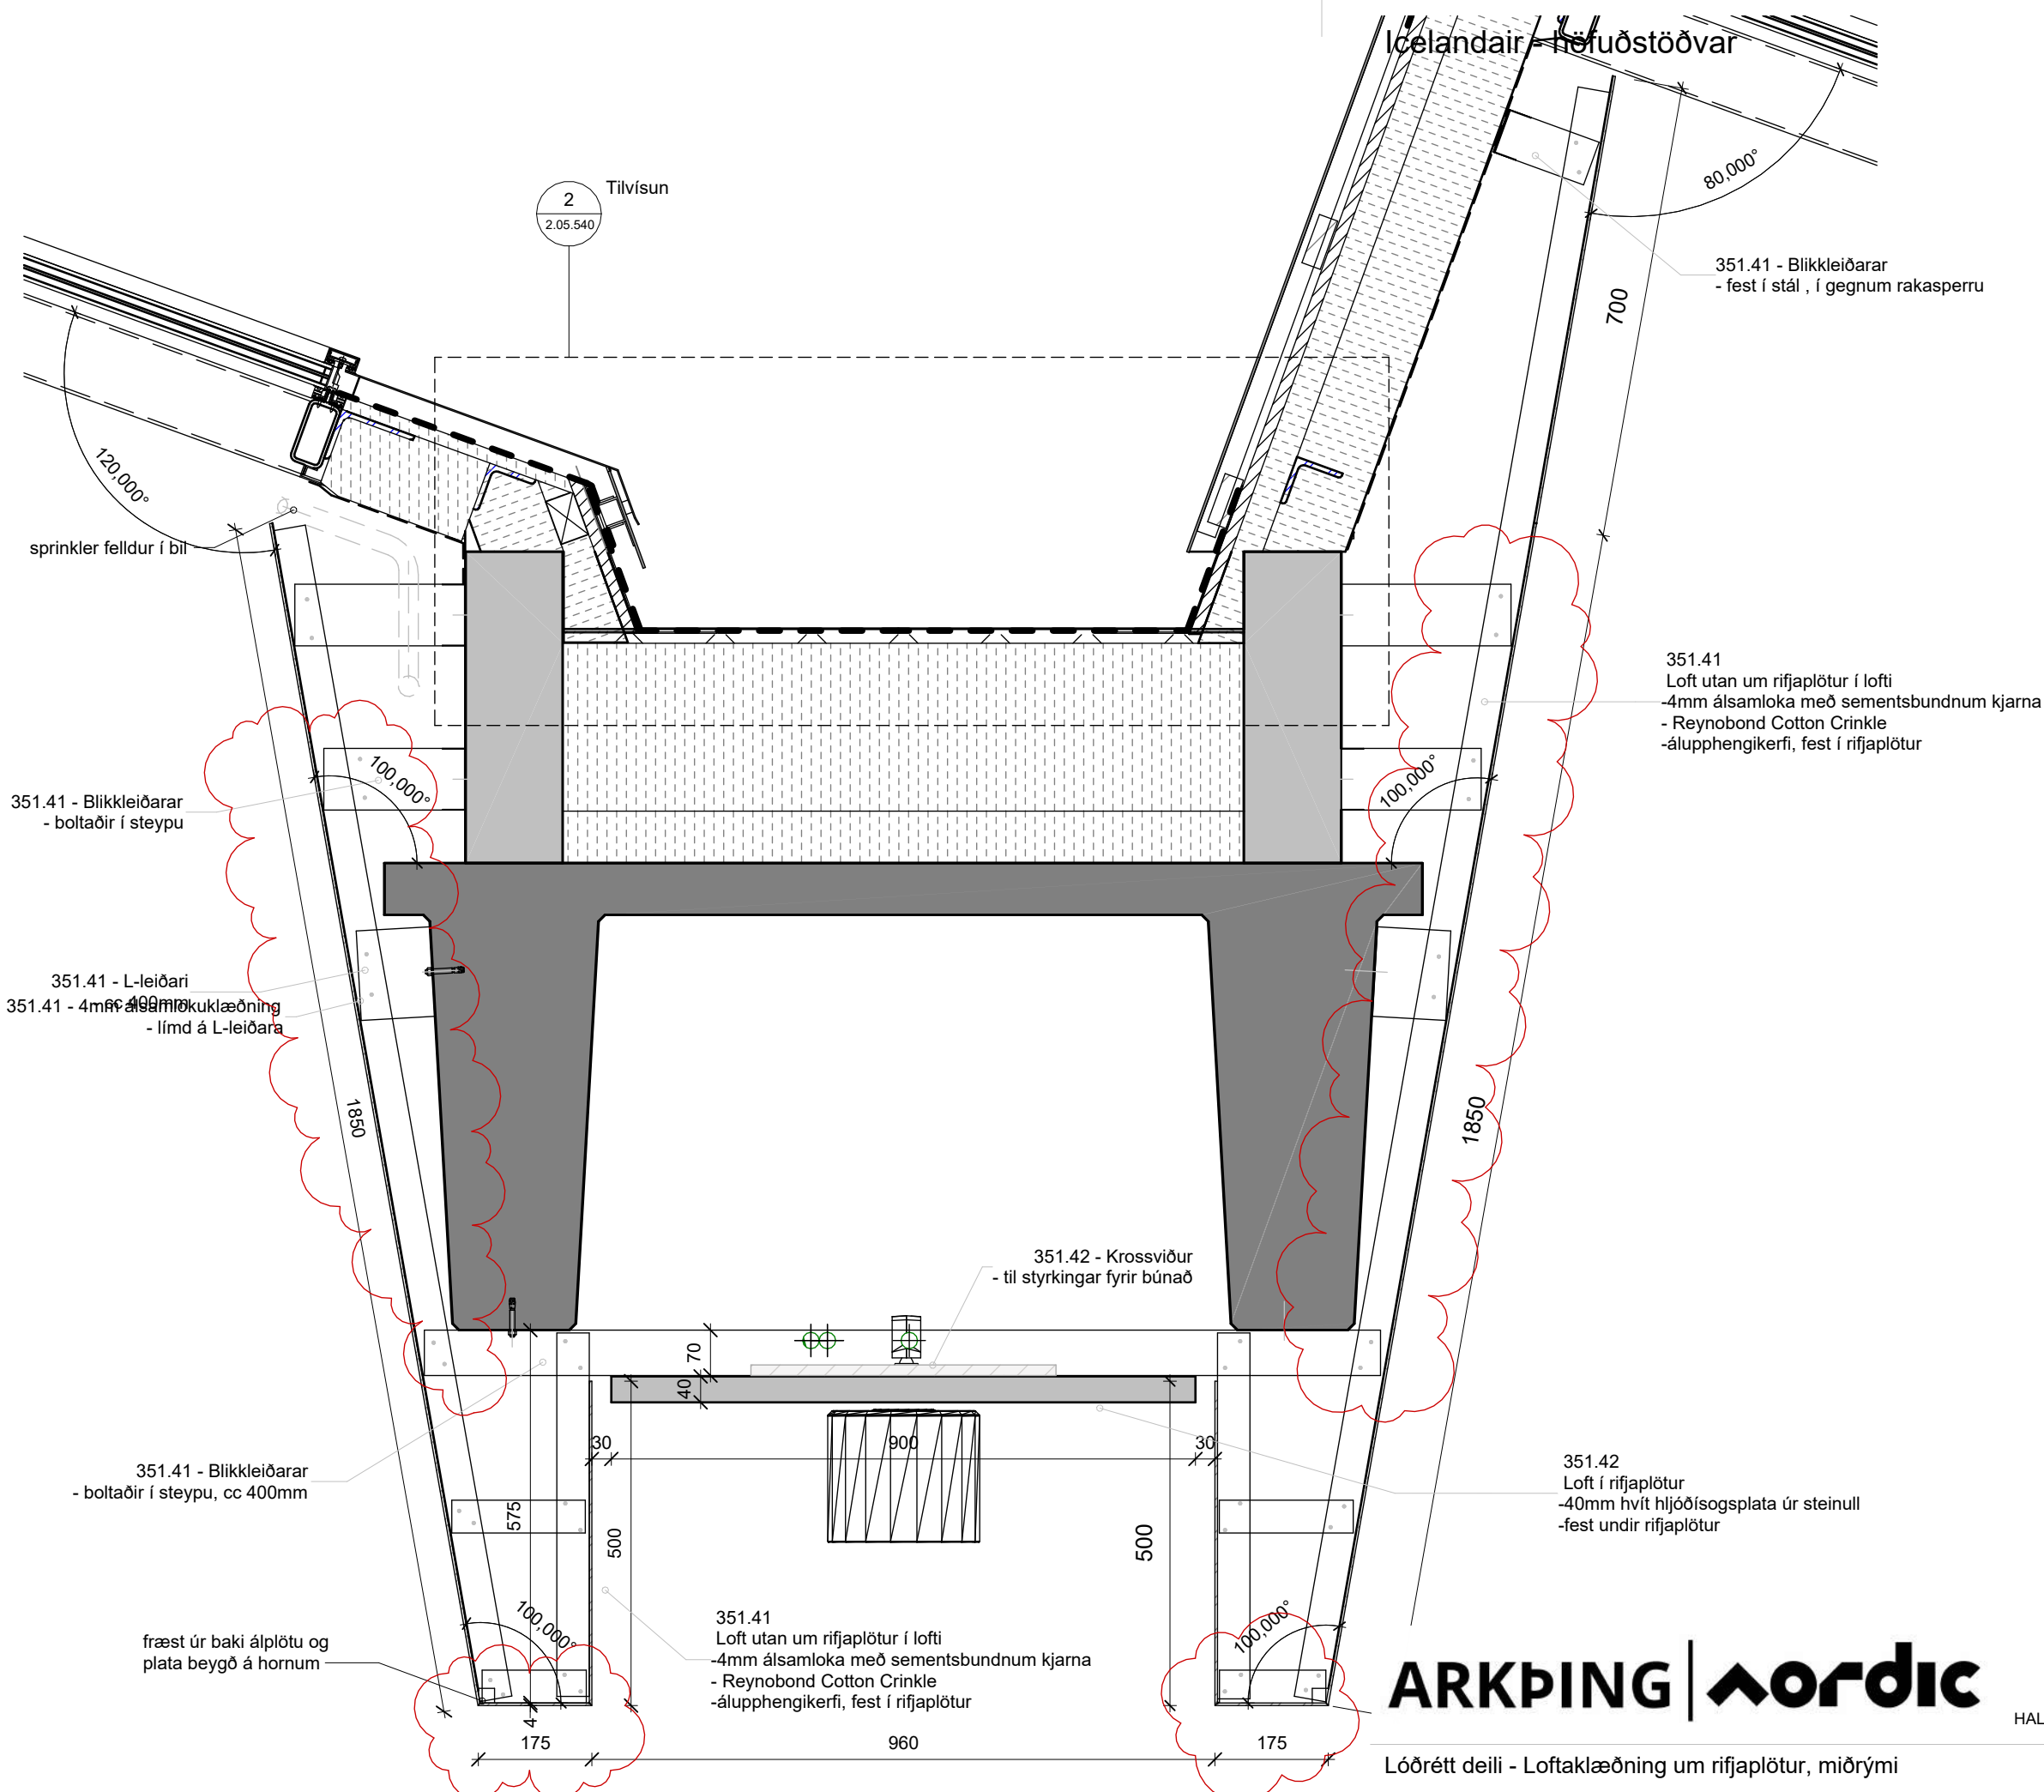 Icelandair - höfuðstöðvar
80,000°
2
2.05.540
Tilvísun
351.41 - Blikkleiðarar
- fest í stál , í gegnum rakasperru
700
120,000°
sprinkler felldur í bil
351.41
Loft utan um rifjaplötur í lofti
-4mm álsamloka með sementsbundnum kjarna
- Reynobond Cotton Crinkle
-álupphengikerfi, fest í rifjaplötur
100,000°
100,000°
351.41 - Blikkleiðarar
- boltaðir í steypu
351.41 - L-leiðari
- cc 400mm
351.41 - 4mm álsamlokuklæðning
- límd á L-leiðara
1850
1850
351.42 - Krossviður
- til styrkingar fyrir búnað
70
40
30
900
30
351.41 - Blikkleiðarar
- boltaðir í steypu, cc 400mm
575
500
500
351.42
Loft í rifjaplötur
-40mm hvít hljóðísogsplata úr steinull
-fest undir rifjaplötur
100,000°
100,000°
351.41
Loft utan um rifjaplötur í lofti
-4mm álsamloka með sementsbundnum kjarna
- Reynobond Cotton Crinkle
-álupphengikerfi, fest í rifjaplötur
fræst úr baki álplötu og
plata beygð á hornum
4
175
960
175
ARKÞING | nordic
HAL
Lóðrétt deili - Loftaklæðning um rifjaplötur, miðrými